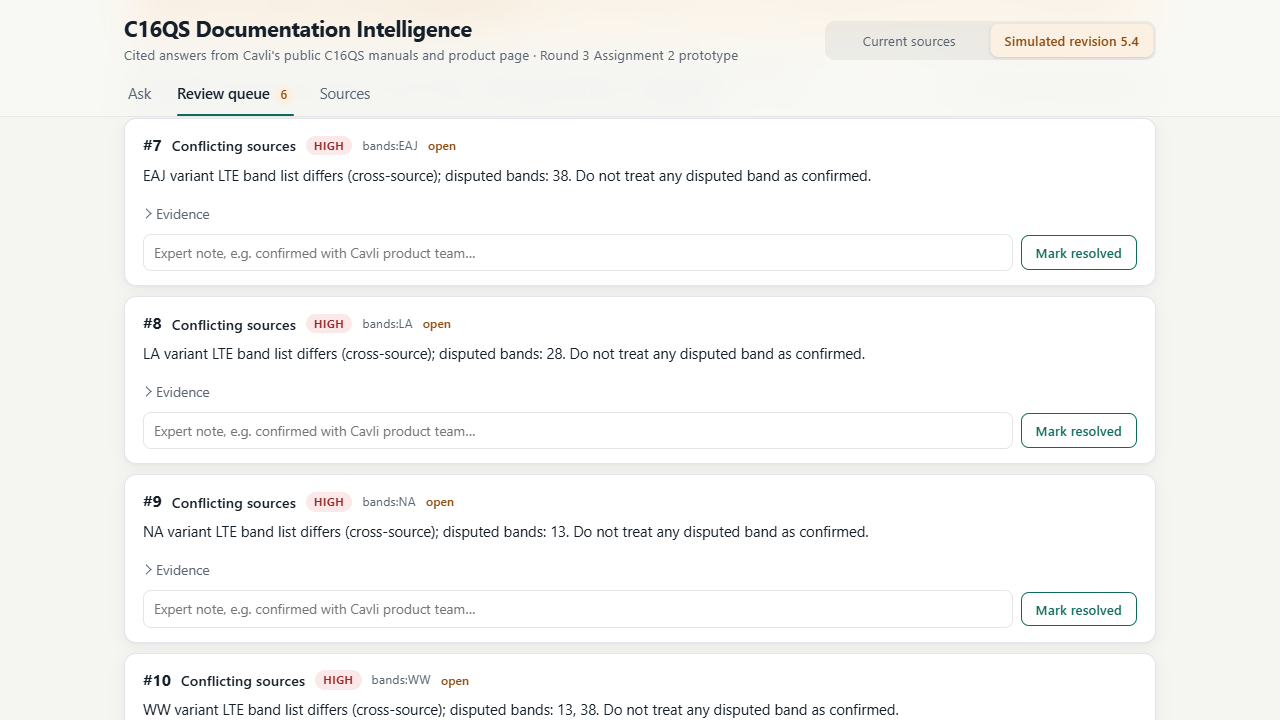 C16QS Documentation Intelligence
Cited answers from Cavli's public C16QS manuals and product page · Round 3 Assignment 2 prototype
Current sources
Simulated revision 5.4
Ask
Review queue 6
Sources
#7 Conflicting sources HIGH bands:EAJ open
EAJ variant LTE band list differs (cross-source); disputed bands: 38. Do not treat any disputed band as confirmed.
Evidence
Expert note, e.g. confirmed with Cavli product team...
Mark resolved
#8 Conflicting sources HIGH bands:LA open
LA variant LTE band list differs (cross-source); disputed bands: 28. Do not treat any disputed band as confirmed.
Evidence
Expert note, e.g. confirmed with Cavli product team...
Mark resolved
#9 Conflicting sources HIGH bands:NA open
NA variant LTE band list differs (cross-source); disputed bands: 13. Do not treat any disputed band as confirmed.
Evidence
Expert note, e.g. confirmed with Cavli product team...
Mark resolved
#10 Conflicting sources HIGH bands:WW open
WW variant LTE band list differs (cross-source); disputed bands: 13, 38. Do not treat any disputed band as confirmed.